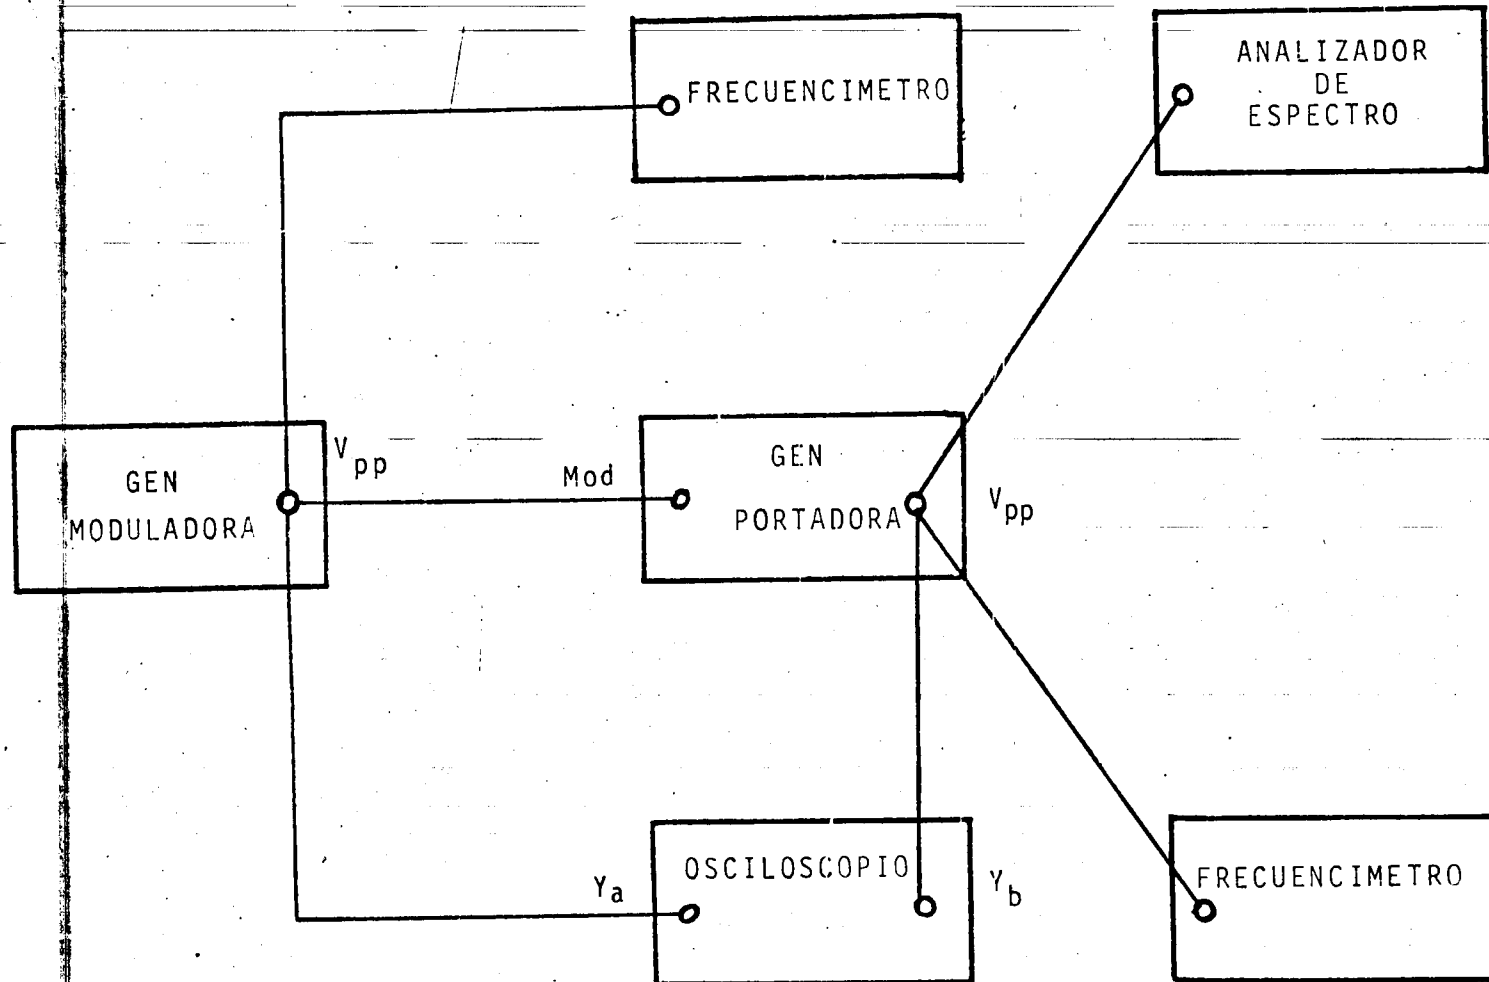 FRECUENCIMETRO
ANALIZADOR
DE
ESPECTRO
GEN
MODULADORA
Vpp
Mod
GEN
PORTADORA
Vpp
Ya
OSCILOSCOPIO
Yb
FRECUENCIMETRO